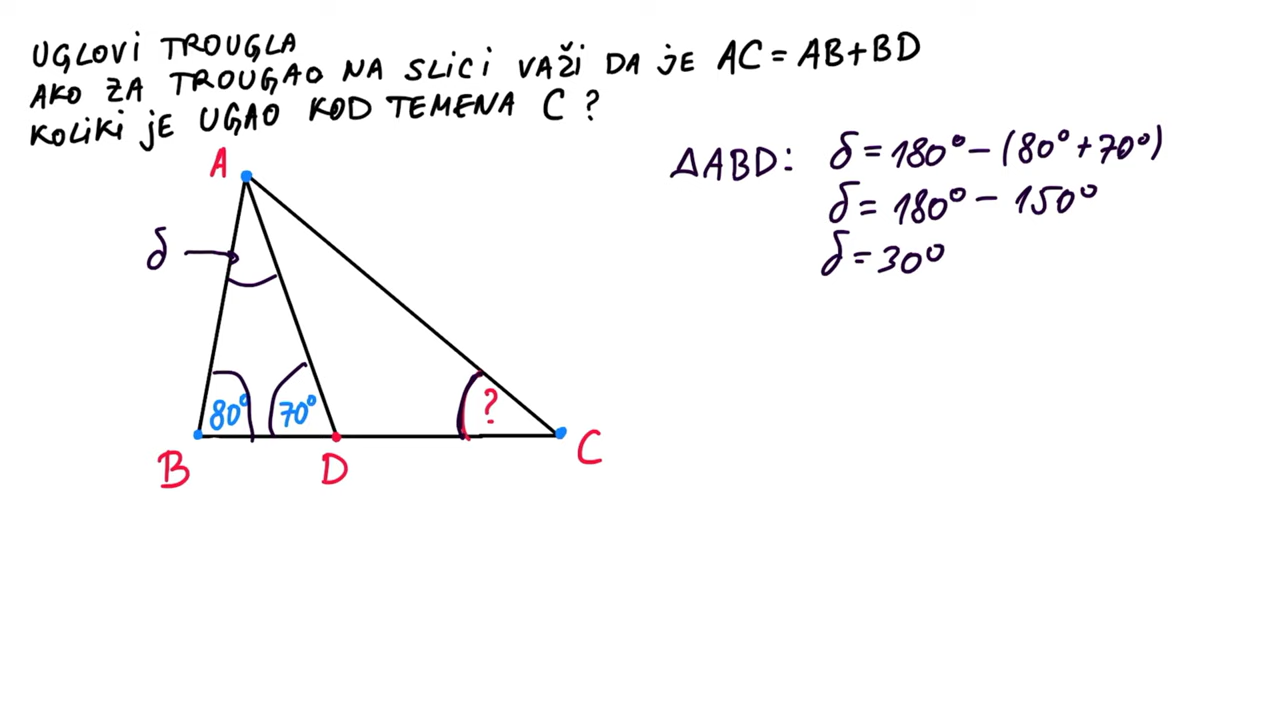 UGLOVI TROUGLA
AKO ZA TROUGAO NA SLICI VAŽI DA JE AC = AB+BD
KOLIKI JE UGAO KOD TEMENA C ?
A
δ
80°
70°
?
B
D
C
△ABD: δ = 180° - (80° + 70°)
δ = 180° - 150°
δ = 30°